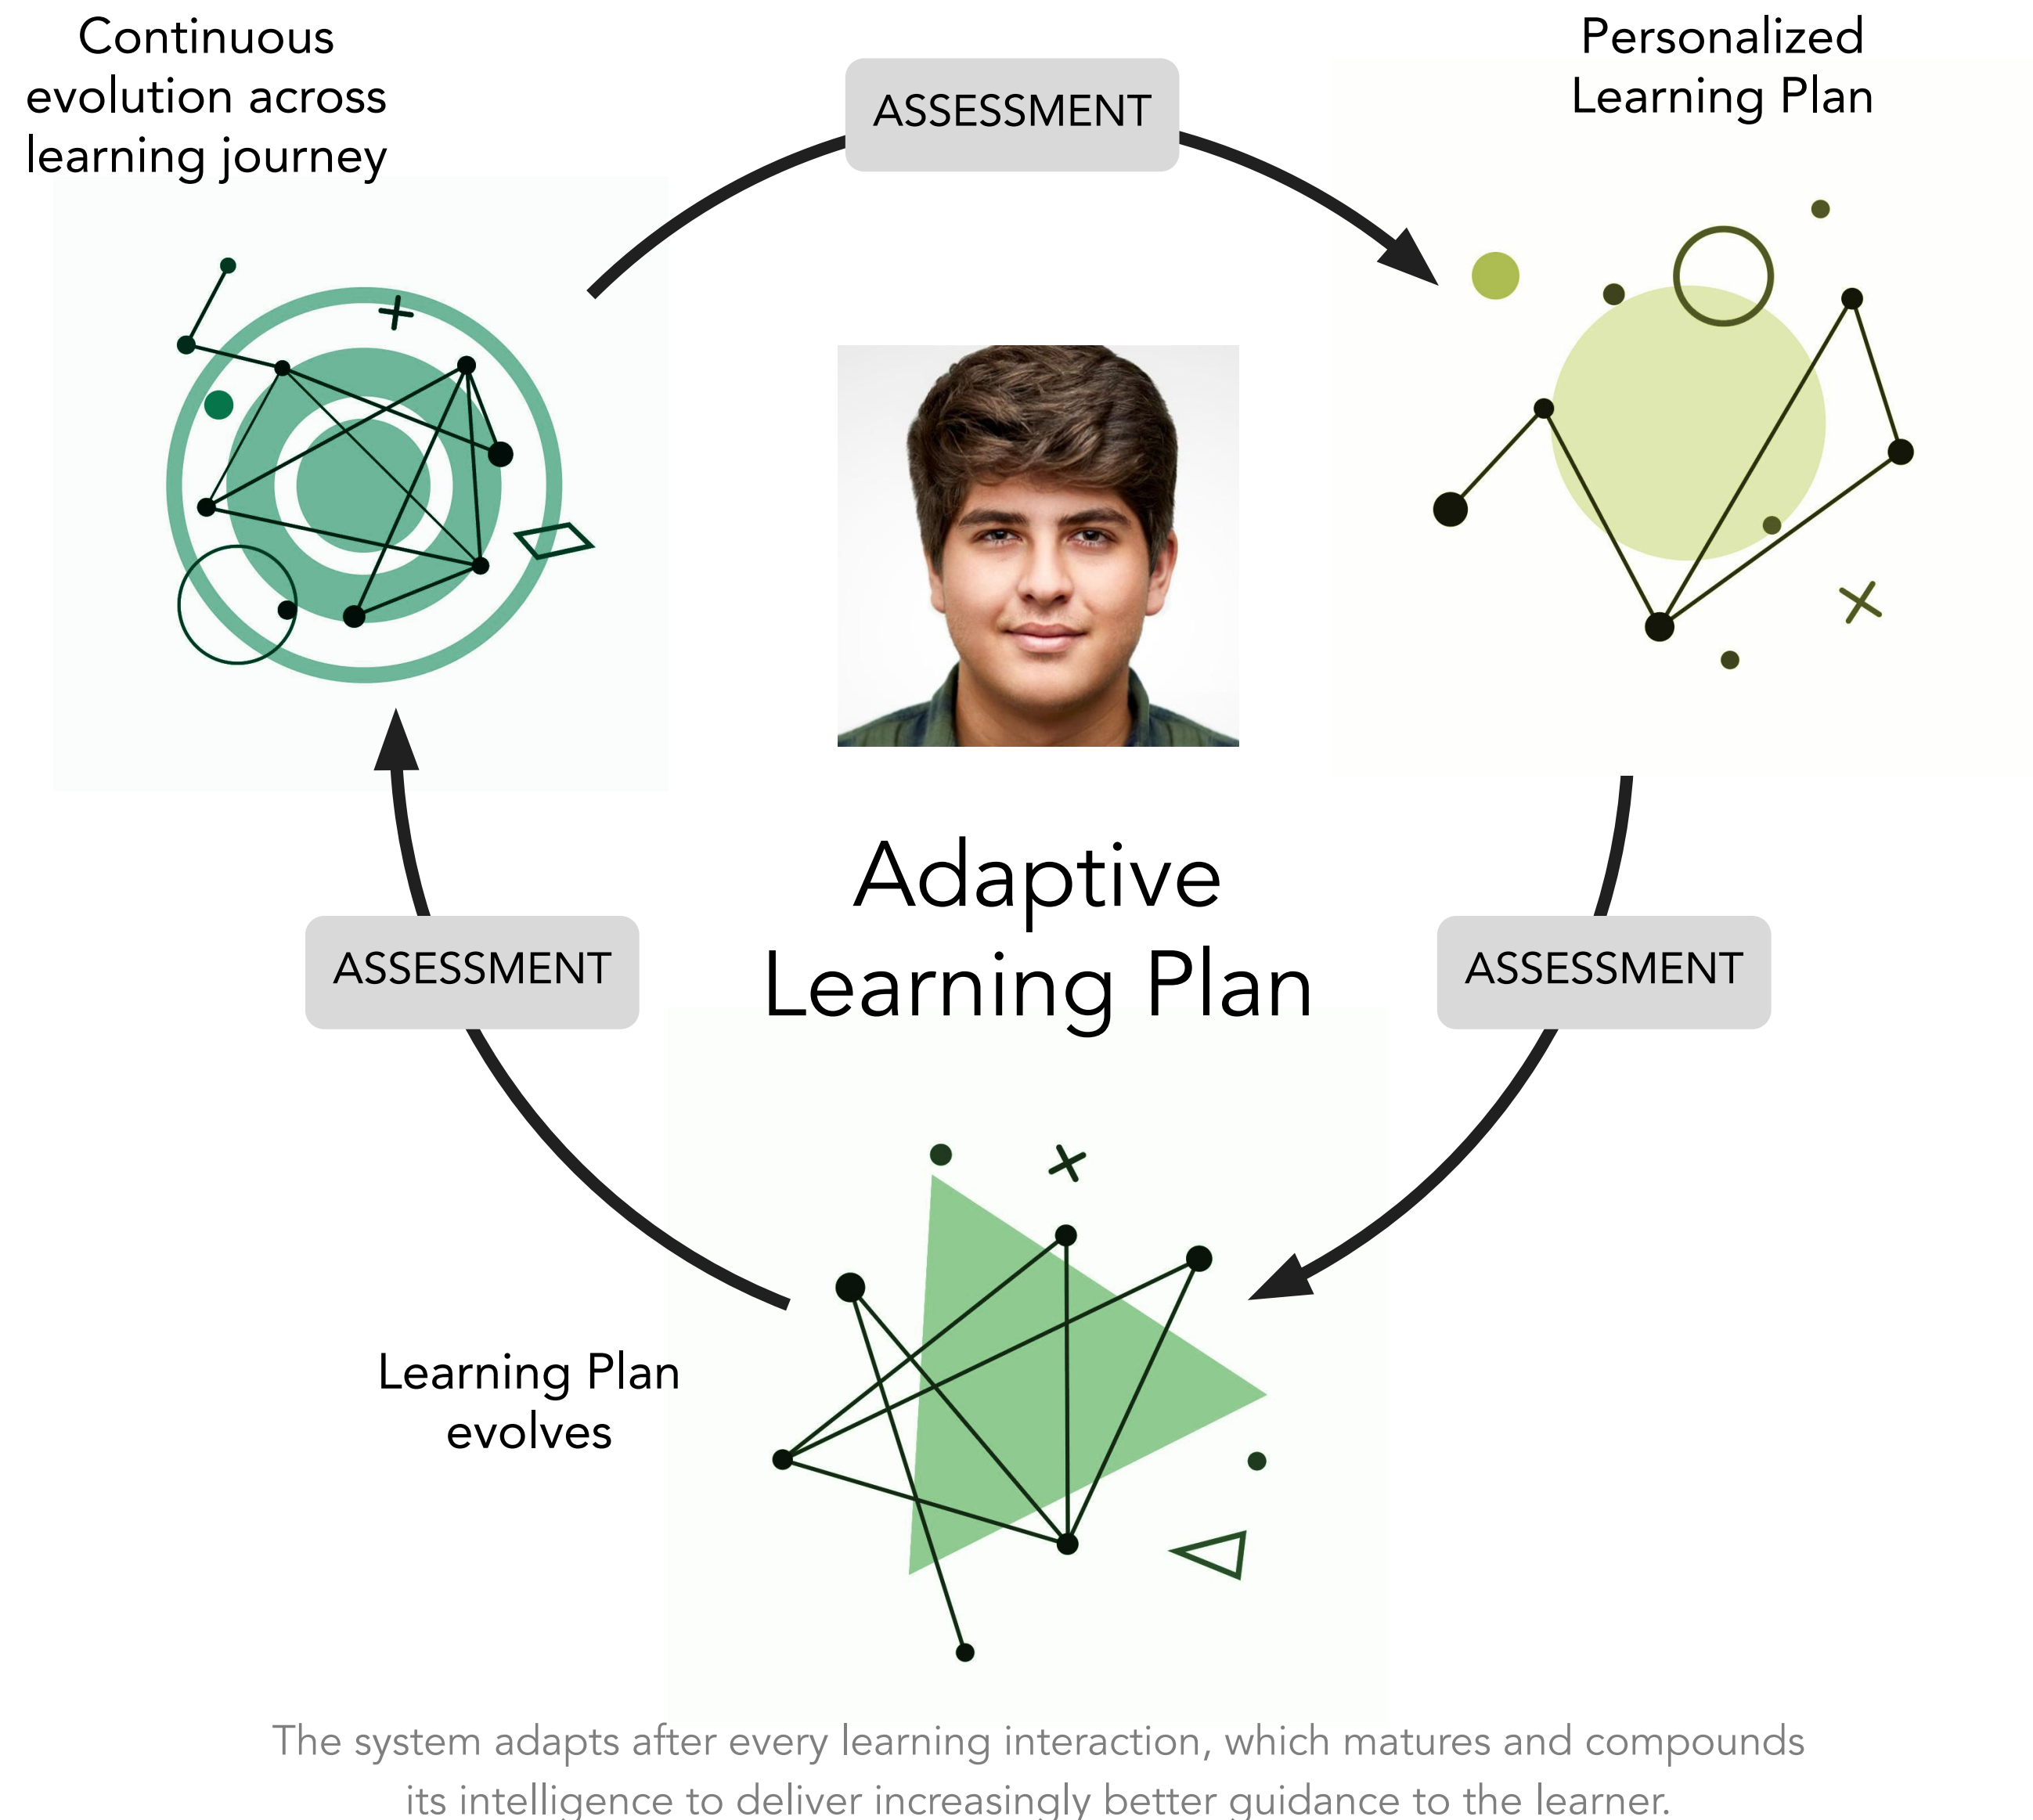 Continuous
evolution across
learning journey
ASSESSMENT
Personalized
Learning Plan
Adaptive
Learning Plan
ASSESSMENT
ASSESSMENT
Learning Plan
evolves
The system adapts after every learning interaction, which matures and compounds
its intelligence to deliver increasingly better guidance to the learner.